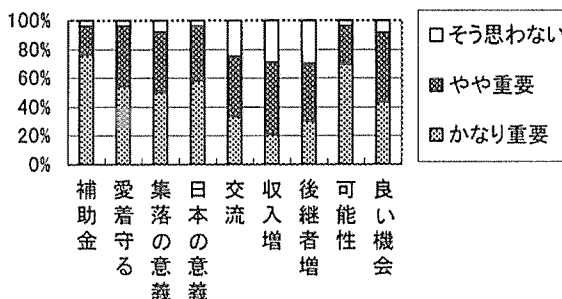 100%
80%
60%
40%
20%
0%
補助金
愛着守る
集落の意義
日本の意義
交流
収入増
後継者増
可能性
良い機会
そう思わない
やや重要
かなり重要